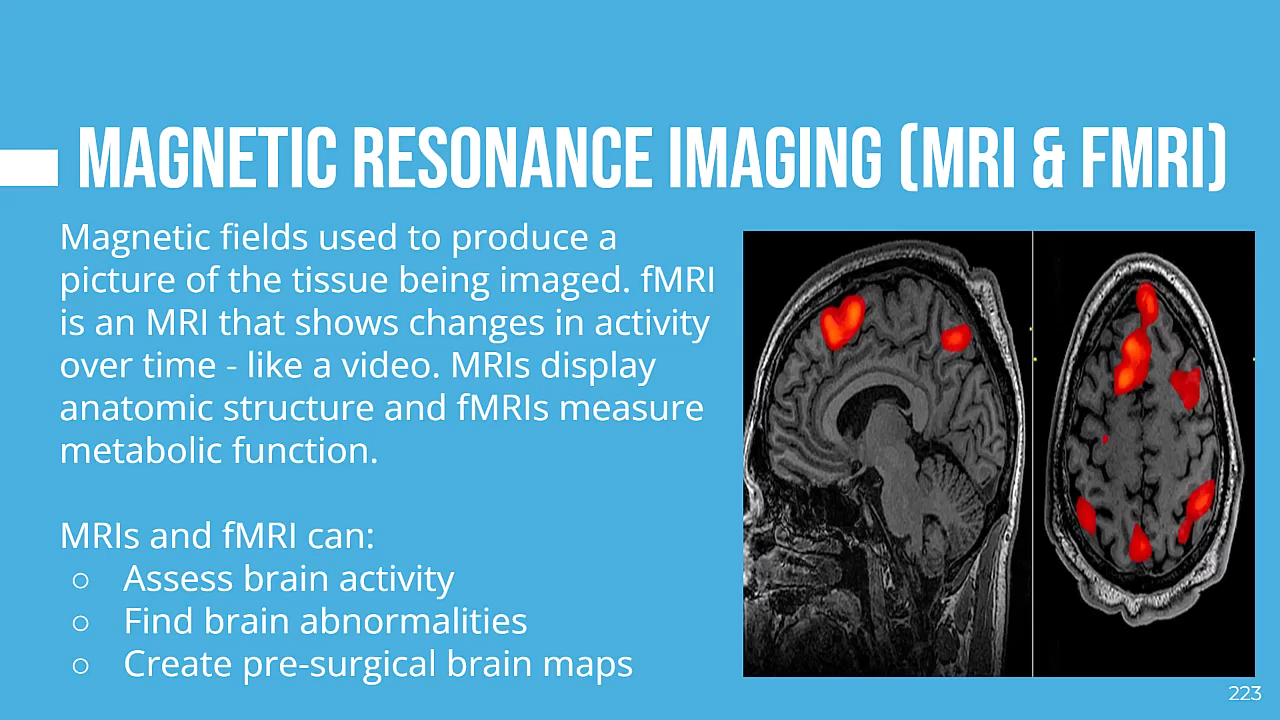 MAGNETIC RESONANCE IMAGING (MRI & FMRI)
Magnetic fields used to produce a
picture of the tissue being imaged. fMRI
is an MRI that shows changes in activity
over time - like a video. MRIs display
anatomic structure and fMRIs measure
metabolic function.
MRIs and fMRI can:
○ Assess brain activity
○ Find brain abnormalities
○ Create pre-surgical brain maps
223